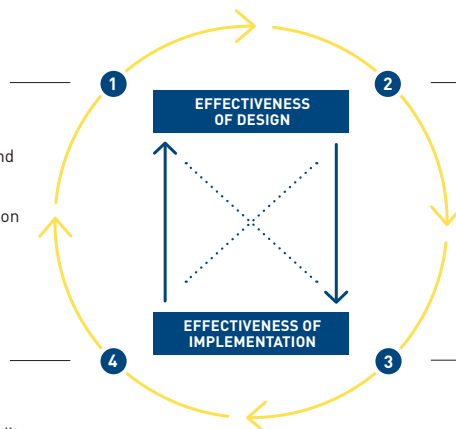 1
2
EFFECTIVENESS
OF DESIGN
EFFECTIVENESS OF
IMPLEMENTATION
4
3